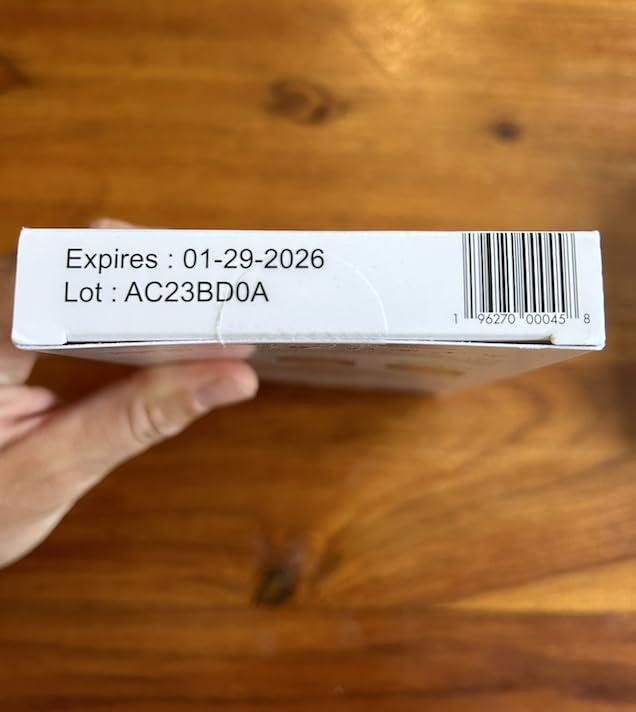 Expires : 01-29-2026
Lot : AC23BD0A
1 96270 00045 8